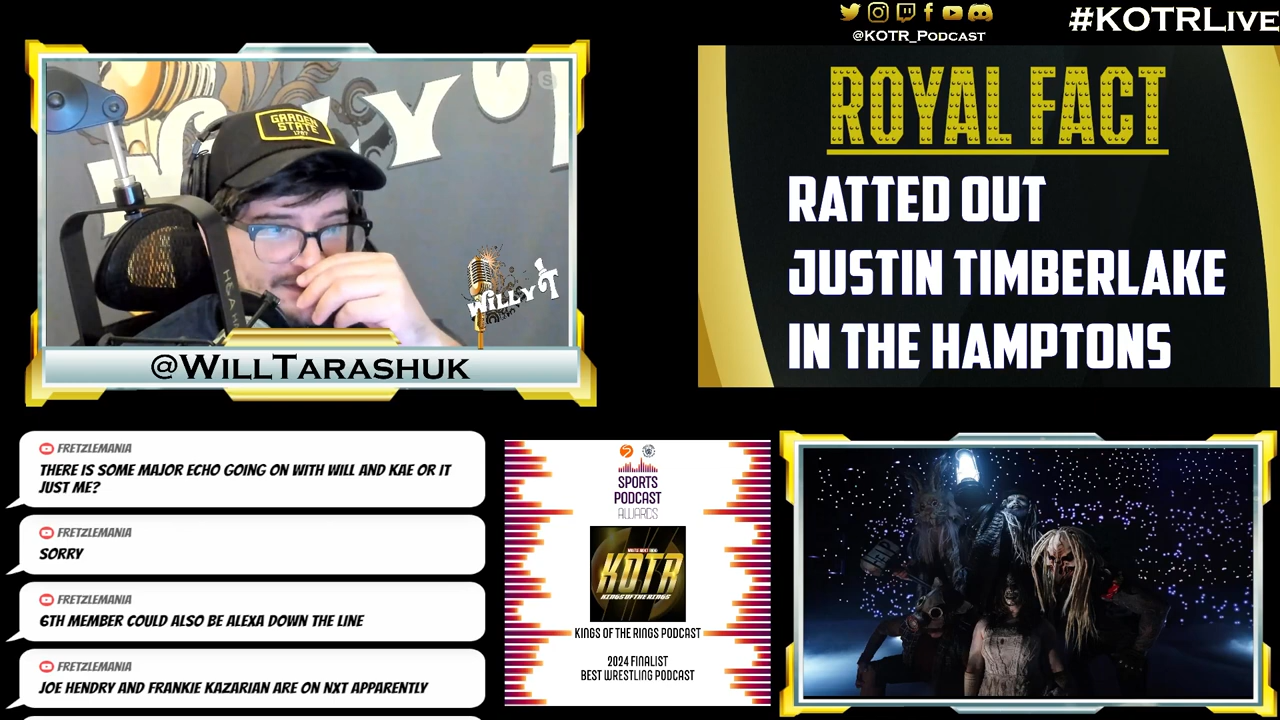 @KOTR_PODCAST
#KOTRLIVE
GARDEN
STATE
WILLY T
@WILLTARASHUK
ROYAL FACT
RATTED OUT
JUSTIN TIMBERLAKE
IN THE HAMPTONS
FRETZLEMANIA
THERE IS SOME MAJOR ECHO GOING ON WITH WILL AND KAE OR IT
JUST ME?
FRETZLEMANIA
SORRY
FRETZLEMANIA
6TH MEMBER COULD ALSO BE ALEXA DOWN THE LINE
FRETZLEMANIA
JOE HENDRY AND FRANKIE KAZARIAN ARE ON NXT APPARENTLY
SPORTS
PODCAST
AWARDS
KOTR
KINGS OF THE RINGS
KINGS OF THE RINGS PODCAST
2024 FINALIST
BEST WRESTLING PODCAST